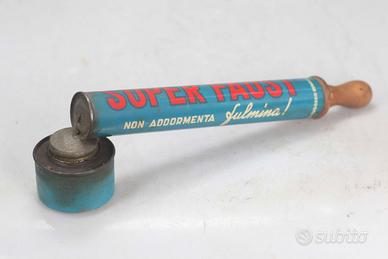 SUPER FAUST
NON ADDORMENTA fulmina!
subito